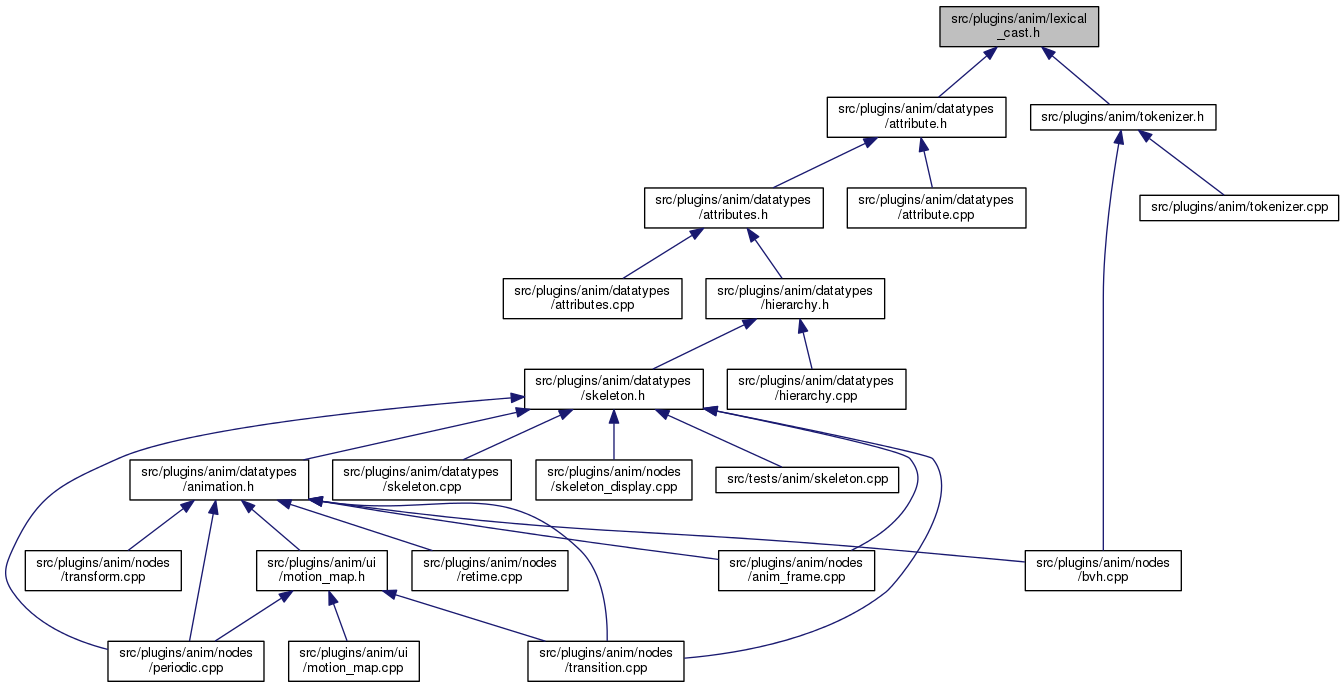 src/plugins/anim/lexical
_cast.h
src/plugins/anim/datatypes
/attribute.h
src/plugins/anim/tokenizer.h
src/plugins/anim/datatypes
/attributes.h
src/plugins/anim/datatypes
/attribute.cpp
src/plugins/anim/tokenizer.cpp
src/plugins/anim/datatypes
/attributes.cpp
src/plugins/anim/datatypes
/hierarchy.h
src/plugins/anim/datatypes
/skeleton.h
src/plugins/anim/datatypes
/hierarchy.cpp
src/plugins/anim/datatypes
/animation.h
src/plugins/anim/datatypes
/skeleton.cpp
src/plugins/anim/nodes
/skeleton_display.cpp
src/tests/anim/skeleton.cpp
src/plugins/anim/nodes
/transform.cpp
src/plugins/anim/ui
/motion_map.h
src/plugins/anim/nodes
/retime.cpp
src/plugins/anim/nodes
/anim_frame.cpp
src/plugins/anim/nodes
/bvh.cpp
src/plugins/anim/nodes
/periodic.cpp
src/plugins/anim/ui
/motion_map.cpp
src/plugins/anim/nodes
/transition.cpp